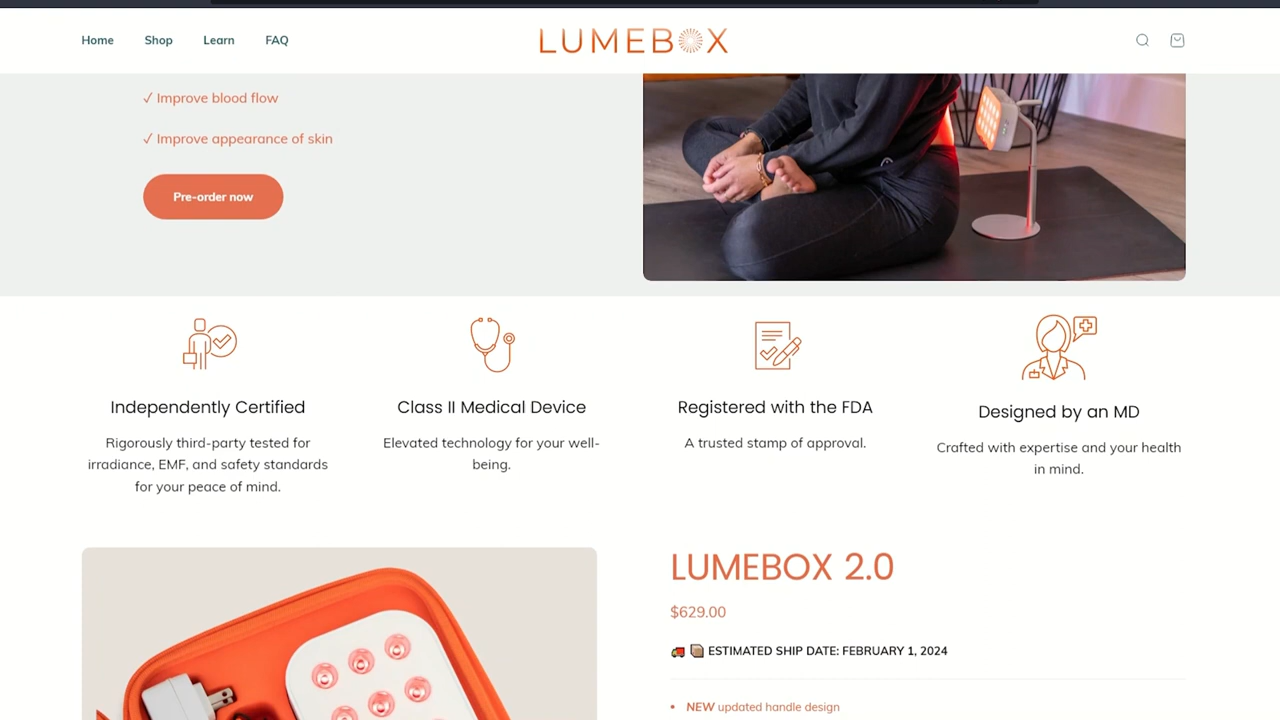 Home Shop Learn FAQ
LUMEBOX
✓ Improve blood flow
✓ Improve appearance of skin
Pre-order now
Independently Certified
Rigorously third-party tested for
irradiance, EMF, and safety standards
for your peace of mind.
Class II Medical Device
Elevated technology for your well-
being.
Registered with the FDA
A trusted stamp of approval.
Designed by an MD
Crafted with expertise and your health
in mind.
LUMEBOX 2.0
$629.00
ESTIMATED SHIP DATE: FEBRUARY 1, 2024
• NEW updated handle design